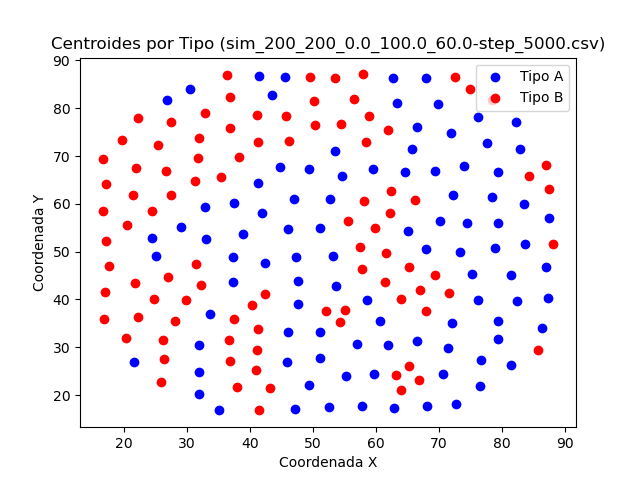 Centroides por Tipo (sim_200_200_0.0_100.0_60.0-step_5000.csv)
Tipo A
Tipo B
90
80
70
60
50
40
30
20
Coordenada Y
20 30 40 50 60 70 80 90
Coordenada X